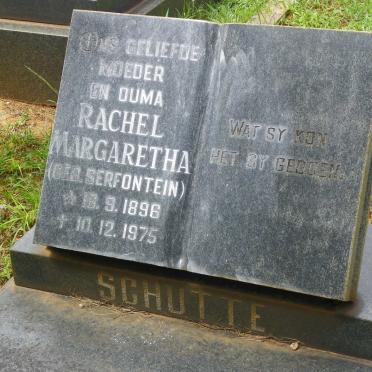 ONS GELIEFDE
MOEDER
EN OUMA
RACHEL
MARGARETHA
(GEB. SERFONTEIN)
* 18. 9. 1896
† 10. 12. 1975
WAT SY KON
HET SY GEDOEN.
SCHUTTE